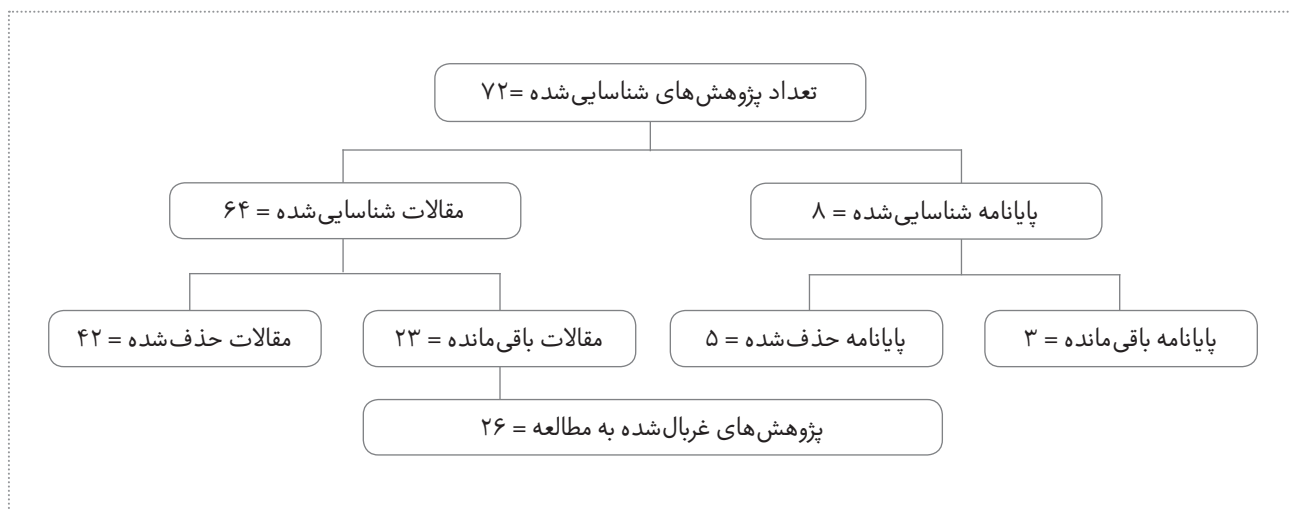 تعداد پژوهش‌های شناسایی‌شده =۷۲
پایانامه شناسایی‌شده = ۸
مقالات شناسایی‌شده = ۶۴
پایانامه باقی‌مانده = ۳
پایانامه حذف‌شده = ۵
مقالات باقی‌مانده = ۲۳
مقالات حذف‌شده = ۴۲
پژوهش‌های غربال‌شده به مطالعه = ۲۶